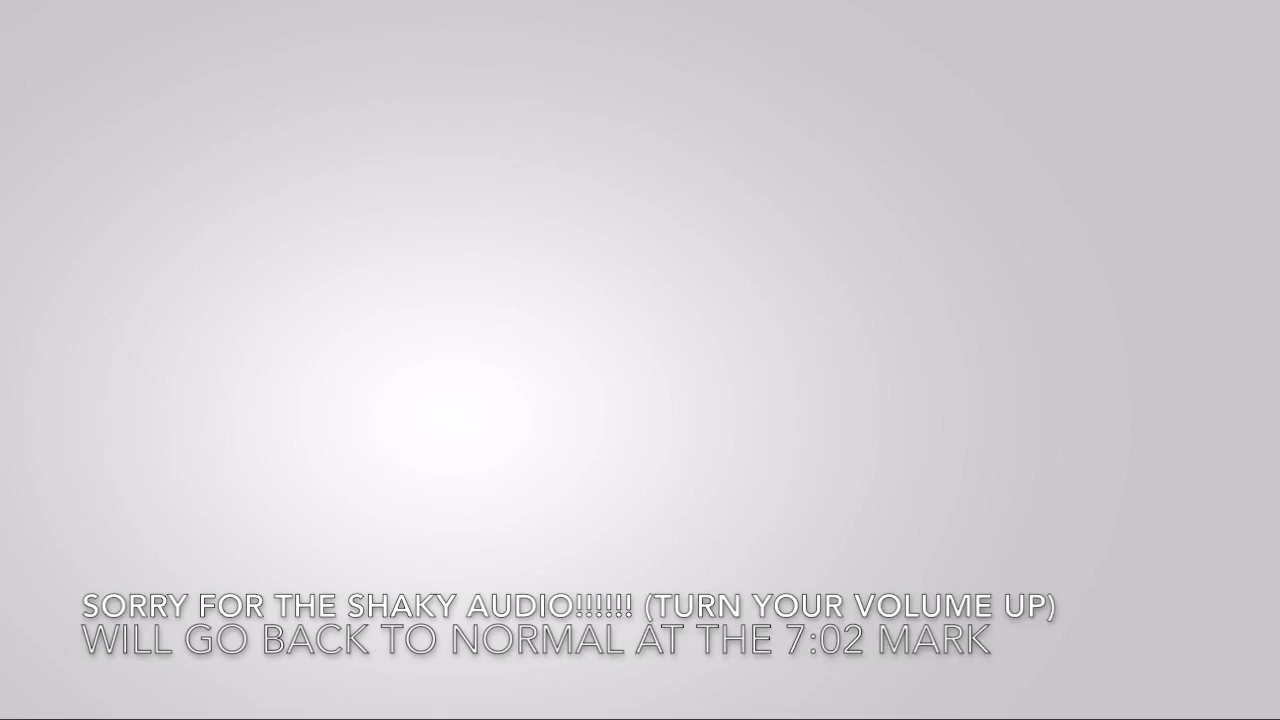 SORRY FOR THE SHAKY AUDIO!!!!!! (TURN YOUR VOLUME UP)
WILL GO BACK TO NORMAL AT THE 7:02 MARK